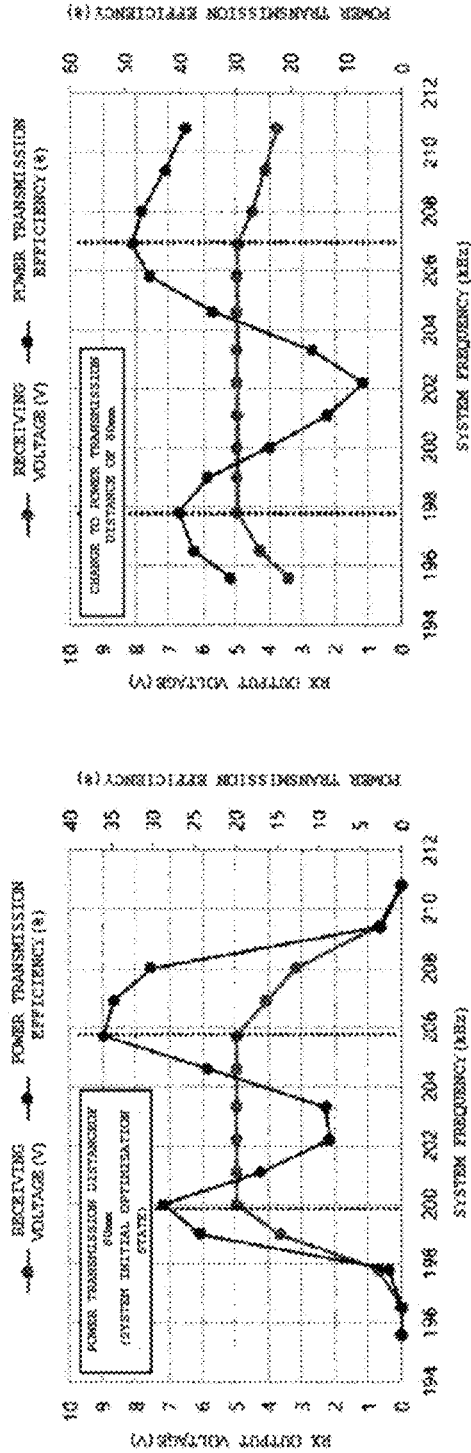 RECEIVING
VOLTAGE(V)
POWER TRANSMISSION
EFFICIENCY(%)
POWER TRANSMISSION
(SYSTEM INITIAL OPTIMIZATION
STATE)
RX OUTPUT VOLTAGE(V)
10
9
8
7
6
5
4
3
2
1
0
194 196 198 200 202 204 206 208 210 212
SYSTEM FREQUENCY(kHz)
40
35
30
25
20
15
10
5
0
POWER TRANSMISSION EFFICIENCY(%)
RECEIVING
VOLTAGE(V)
POWER TRANSMISSION
EFFICIENCY(%)
CHANGE TO POWER TRANSMISSION
DISTANCE OF
RX OUTPUT VOLTAGE(V)
10
9
8
7
6
5
4
3
2
1
0
194 196 198 200 202 204 206 208 210 212
SYSTEM FREQUENCY(kHz)
60
50
40
30
20
10
0
POWER TRANSMISSION EFFICIENCY(%)